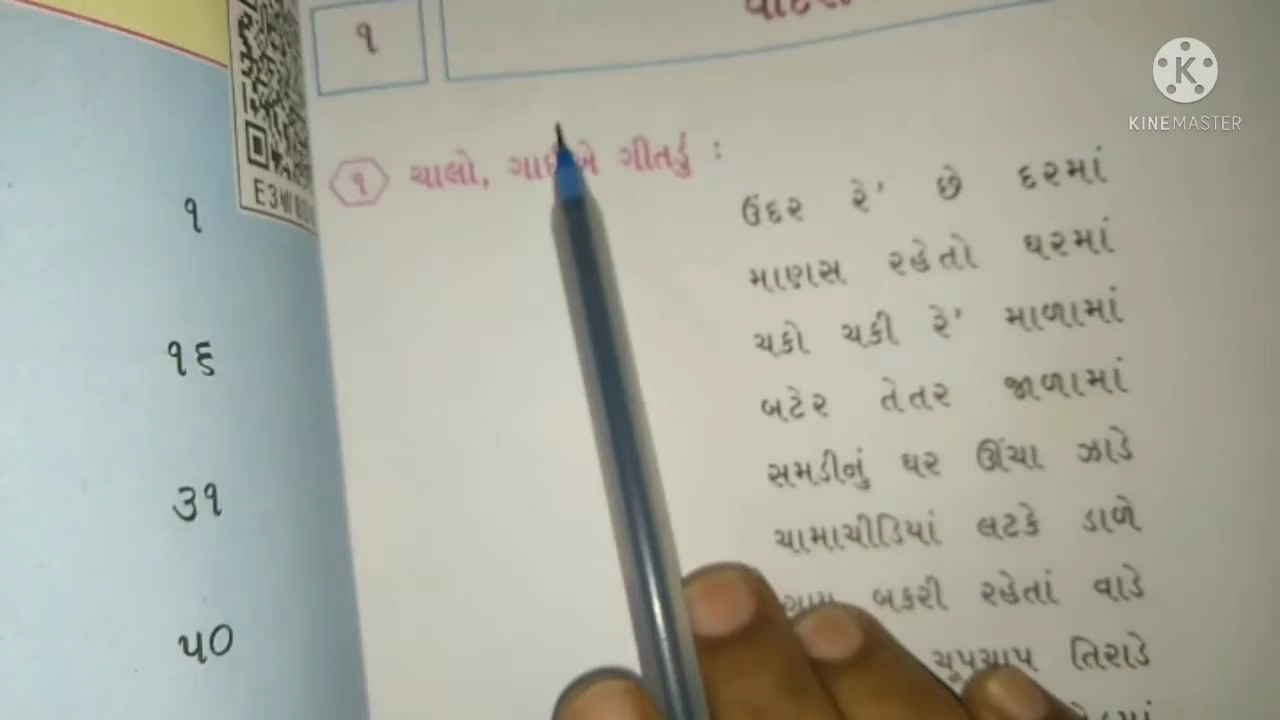 ૧
૧૬
૩૧
૫૦
૧
૧ ચાલો, ગાઈએ ગીતડું :
ઉંદર રે' છે દરમાં
માણસ રહેતો ઘરમાં
ચકો ચકી રે' માળામાં
બટેર તેતર જાળામાં
સમડીનું ઘર ઊંચા ઝાડે
ચામાચીડિયાં લટકે ડાળે
ગાય બકરી રહેતાં વાડે
ચૂપચાપ તિરાડે
KINEMASTER